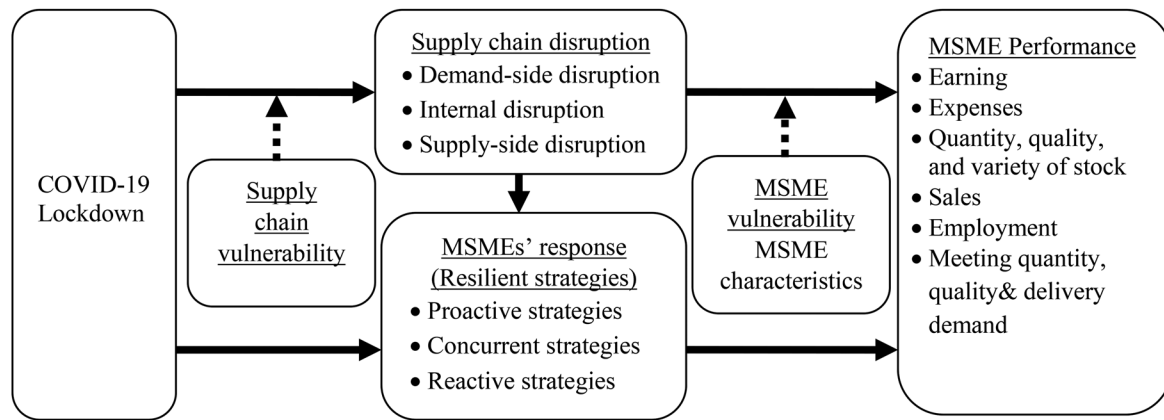 COVID-19
Lockdown
Supply
chain
vulnerability
Supply chain disruption
• Demand-side disruption
• Internal disruption
• Supply-side disruption
MSMEs’ response
(Resilient strategies)
• Proactive strategies
• Concurrent strategies
• Reactive strategies
MSME
vulnerability
MSME
characteristics
MSME Performance
• Earning
• Expenses
• Quantity, quality,
and variety of stock
• Sales
• Employment
• Meeting quantity,
quality& delivery
demand